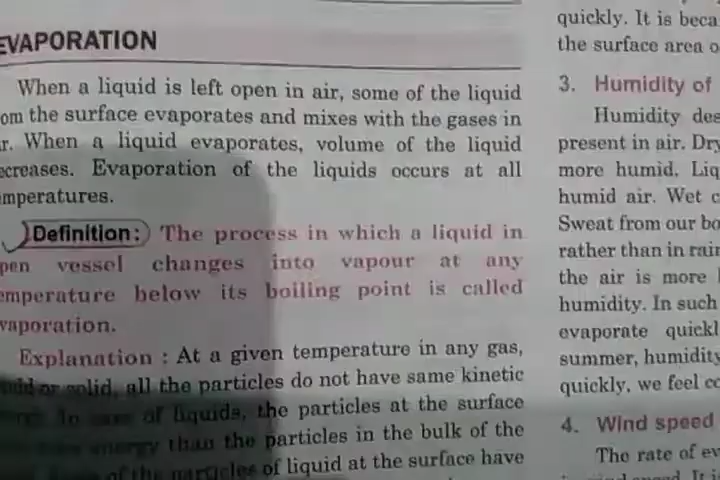 EVAPORATION
When a liquid is left open in air, some of the liquid
om the surface evaporates and mixes with the gases in
r. When a liquid evaporates, volume of the liquid
ecreases. Evaporation of the liquids occurs at all
mperatures.
Definition: The process in which a liquid in
pen vessel changes into vapour at any
emperature below its boiling point is called
vaporation.
Explanation : At a given temperature in any gas,
or solid, all the particles do not have same kinetic
In case of liquids, the particles at the surface
energy than the particles in the bulk of the
of the particles of liquid at the surface have
quickly. It is beca
the surface area o
3. Humidity of
Humidity des
present in air. Dry
more humid. Liq
humid air. Wet c
Sweat from our bo
rather than in rain
the air is more
humidity. In such
evaporate quickl
summer, humidity
quickly, we feel co
4. Wind speed
The rate of ev